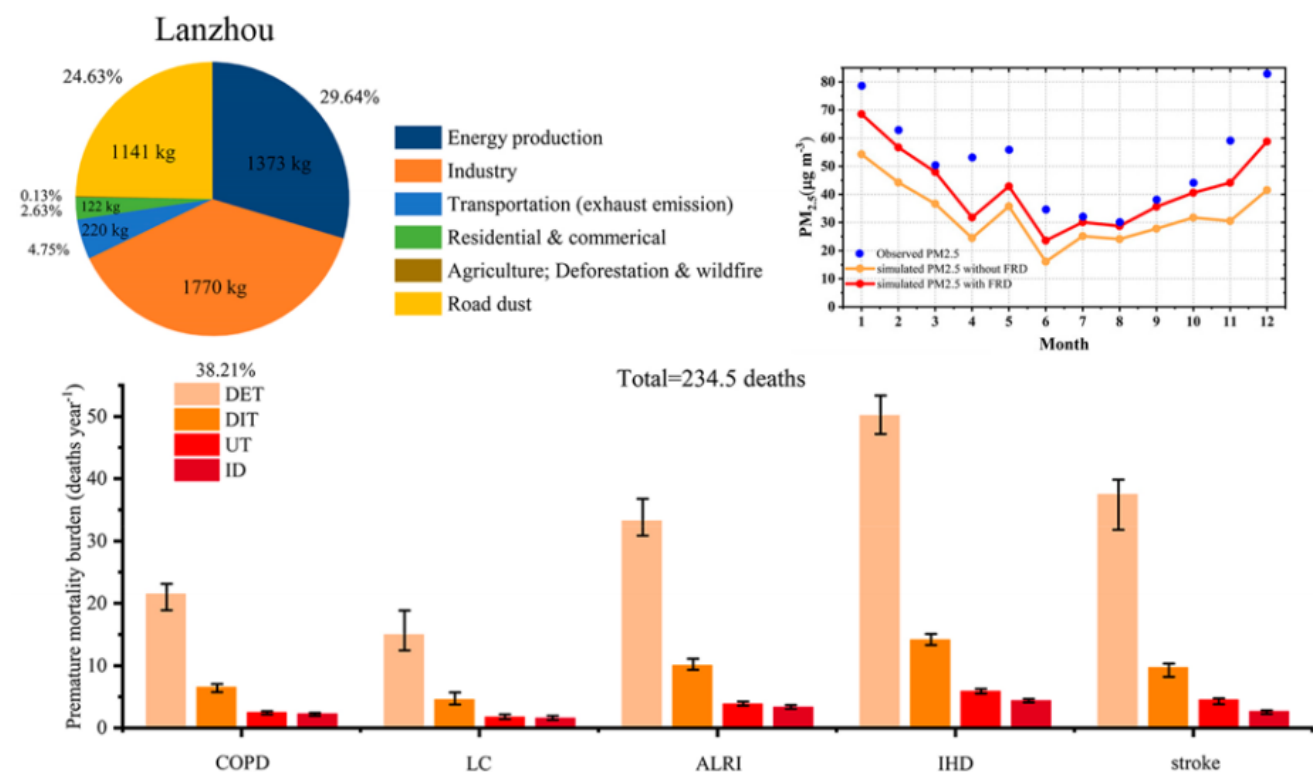 Lanzhou
24.63%
29.64%
1141 kg
1373 kg
0.13%
2.63%
122 kg
220 kg
4.75%
1770 kg
38.21%
Energy production
Industry
Transportation (exhaust emission)
Residential & commerical
Agriculture; Deforestation & wildfire
Road dust
PM2.5(μg m-3)
80
70
60
50
40
30
20
10
0
Observed PM2.5
simulated PM2.5 without FRD
simulated PM2.5 with FRD
1 2 3 4 5 6 7 8 9 10 11 12
Month
Total=234.5 deaths
DET
DIT
UT
ID
Premature mortality burden (deaths year-1)
50
40
30
20
10
0
COPD LC ALRI IHD stroke